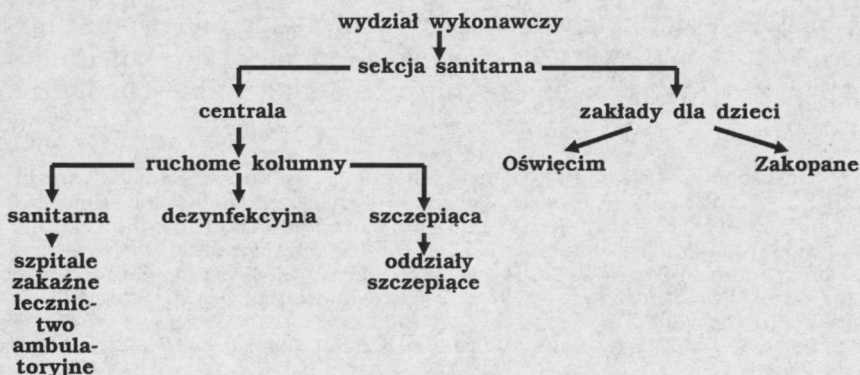 wydział wykonawczy
sekcja sanitarna
centrala
zakłady dla dzieci
ruchome kolumny
Oświęcim
Zakopane
sanitarna
dezynfekcyjna
szczepiąca
szpitale
zakaźne
lecznic-
two
ambula-
toryjne
oddziały
szczepiące